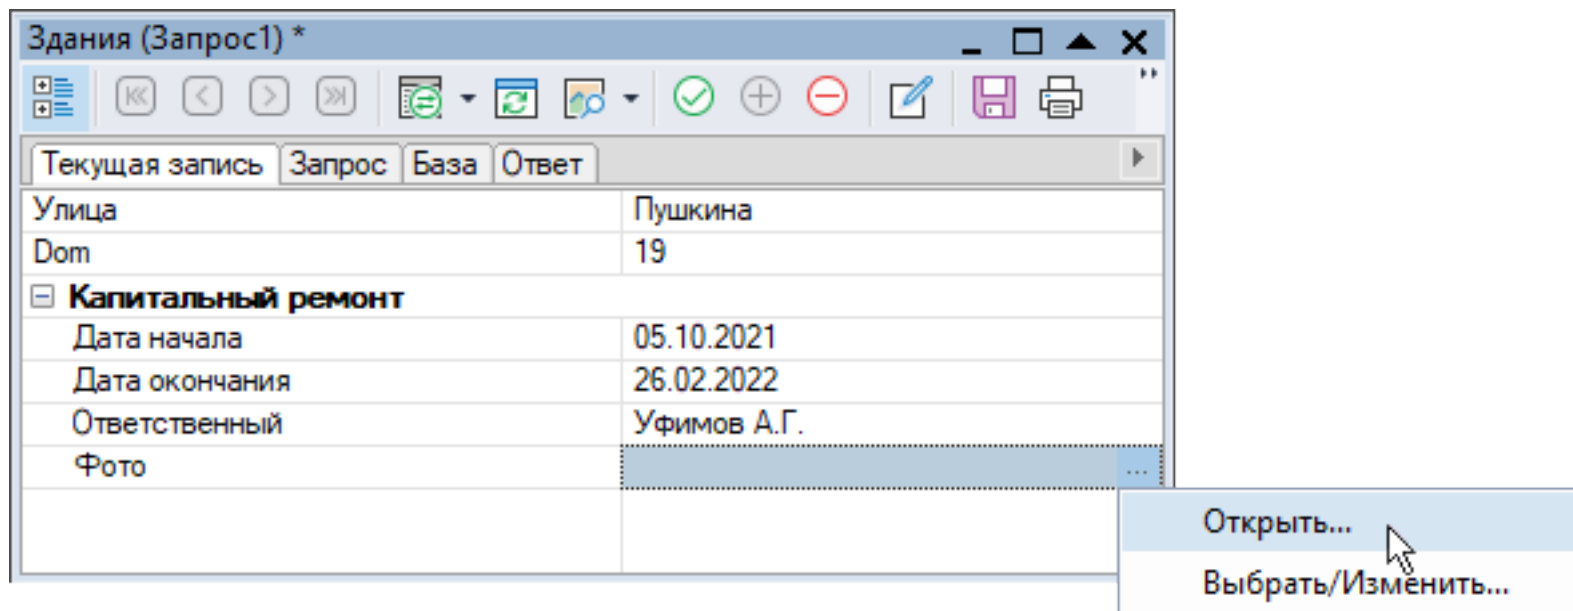 Здания (Запрос1) *
Текущая запись Запрос База Ответ
Улица Пушкина
Dom 19
Капитальный ремонт
Дата начала 05.10.2021
Дата окончания 26.02.2022
Ответственный Уфимов А.Г.
Фото ...
Открыть...
Выбрать/Изменить...